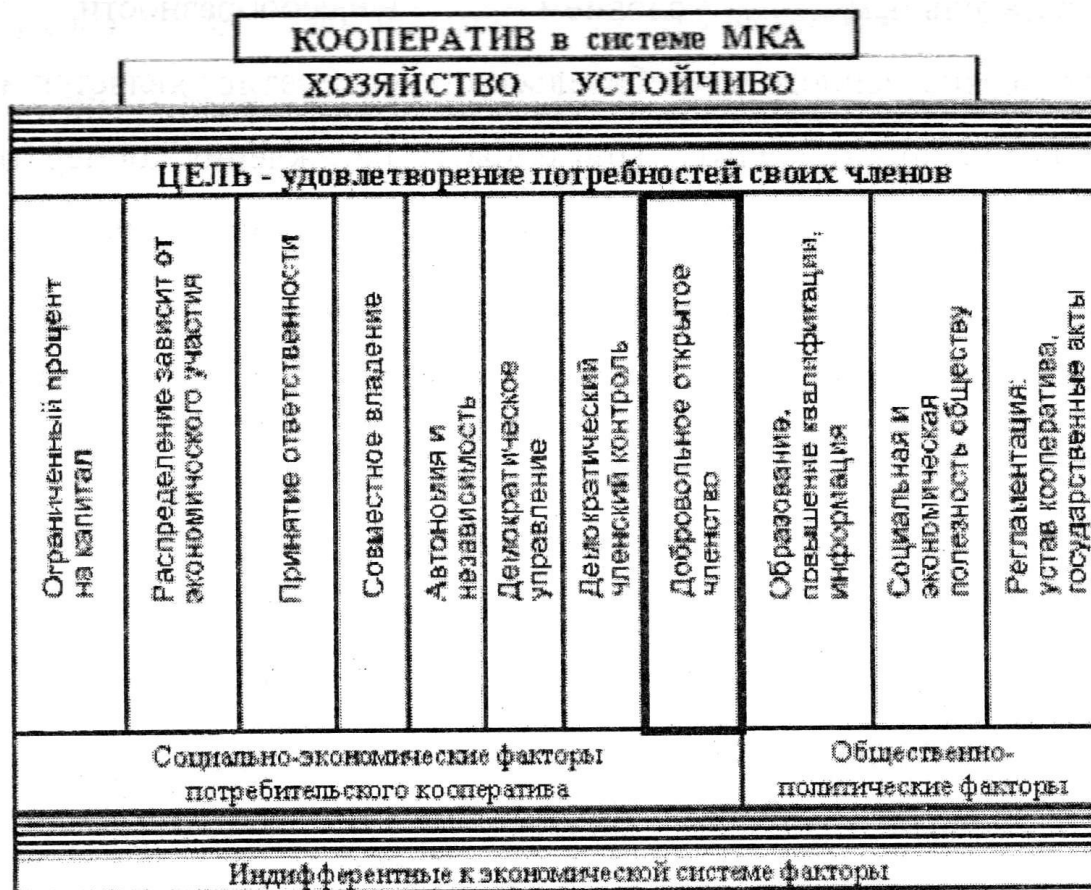 КООПЕРАТИВ в системе МКА
ХОЗЯЙСТВО УСТОЙЧИВО
ЦЕЛЬ - удовлетворение потребностей своих членов
Ограниченный процент
на капитал
Распределение зависит от
экономического участия
Принятие ответственности
Совместное владение
Автономия и
независимость
Демократическое
управление
Демократический
членский контроль
Добровольное открытое
членство
Образование,
повышение квалификации,
информация
Социальная и
экономическая
полезность обществу
Регламентация:
устав кооператива,
государственные акты
Социально-экономические факторы
потребительского кооператива
Общественно-
политические факторы
Индифферентные к экономической системе факторы